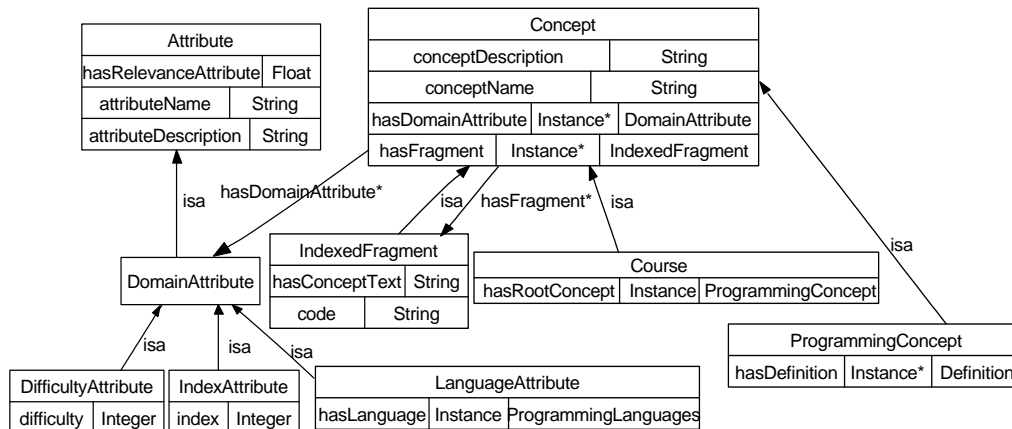 Attribute
hasRelevanceAttribute Float
attributeName String
attributeDescription String
Concept
conceptDescription String
conceptName String
hasDomainAttribute Instance* DomainAttribute
hasFragment Instance* IndexedFragment
isa
hasDomainAttribute*
isa
hasFragment*
isa
isa
DomainAttribute
IndexedFragment
hasConceptText String
code String
Course
hasRootConcept Instance ProgrammingConcept
ProgrammingConcept
hasDefinition Instance* Definition
isa
isa
isa
DifficultyAttribute
difficulty Integer
IndexAttribute
index Integer
LanguageAttribute
hasLanguage Instance ProgrammingLanguages